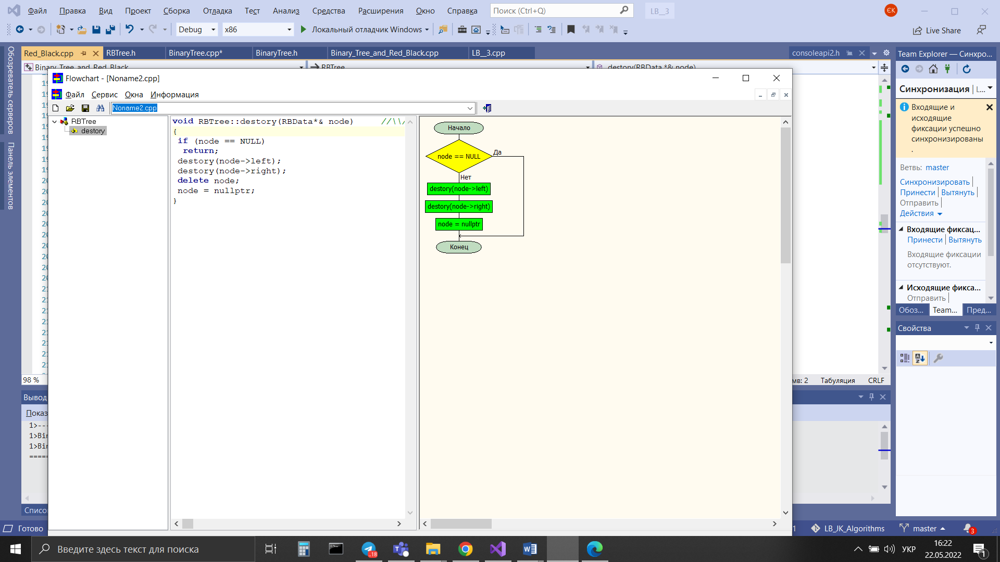 Файл Правка Вид Проект Сборка Отладка Тест Анализ Средства Расширения Окно Справка Поиск (Ctrl+Q) LB__3 ЄК
Debug x86 Локальный отладчик Windows Live Share
Обозреватель серверов
Панель элементов
Red_Black.cpp RBTree.h BinaryTree.cpp* BinaryTree.h Binary_Tree_and_Red_Black.cpp LB__3.cpp consoleapi2.h
Binary_Tree_and_Red_Black RBTree destory(RBData *& node)
Flowchart - [Noname2.cpp]
Файл Сервис Окна Информация
Noname2.cpp
RBTree
destory
void RBTree::destory(RBData*& node) //\\/
{
if (node == NULL)
return;
destory(node->left);
destory(node->right);
delete node;
node = nullptr;
}
Начало
node == NULL
Да
Нет
destory(node->left)
destory(node->right)
node = nullptr
Конец
98 %
мв: 2 Табуляция CRLF
Вывод
Показ
1>--
1>Bin
1>Bin
=====
Списо
Team Explorer — Синхро...
Синхронизация | L...
Входящие и
исходящие
фиксации успешно
синхронизированы
.
Ветвь: master
Синхронизировать
Принести Вытянуть
Отправить
Действия
Входящие фиксац...
Принести Вытянуть
Входящие фиксации
отсутствуют.
Исходящие фикса...
Отправить
Обоз... Team... Пред...
Свойства
Готово 1 LB_JK_Algorithms master 3
Введите здесь текст для поиска ..18 УКР 16:22
22.05.2022 1